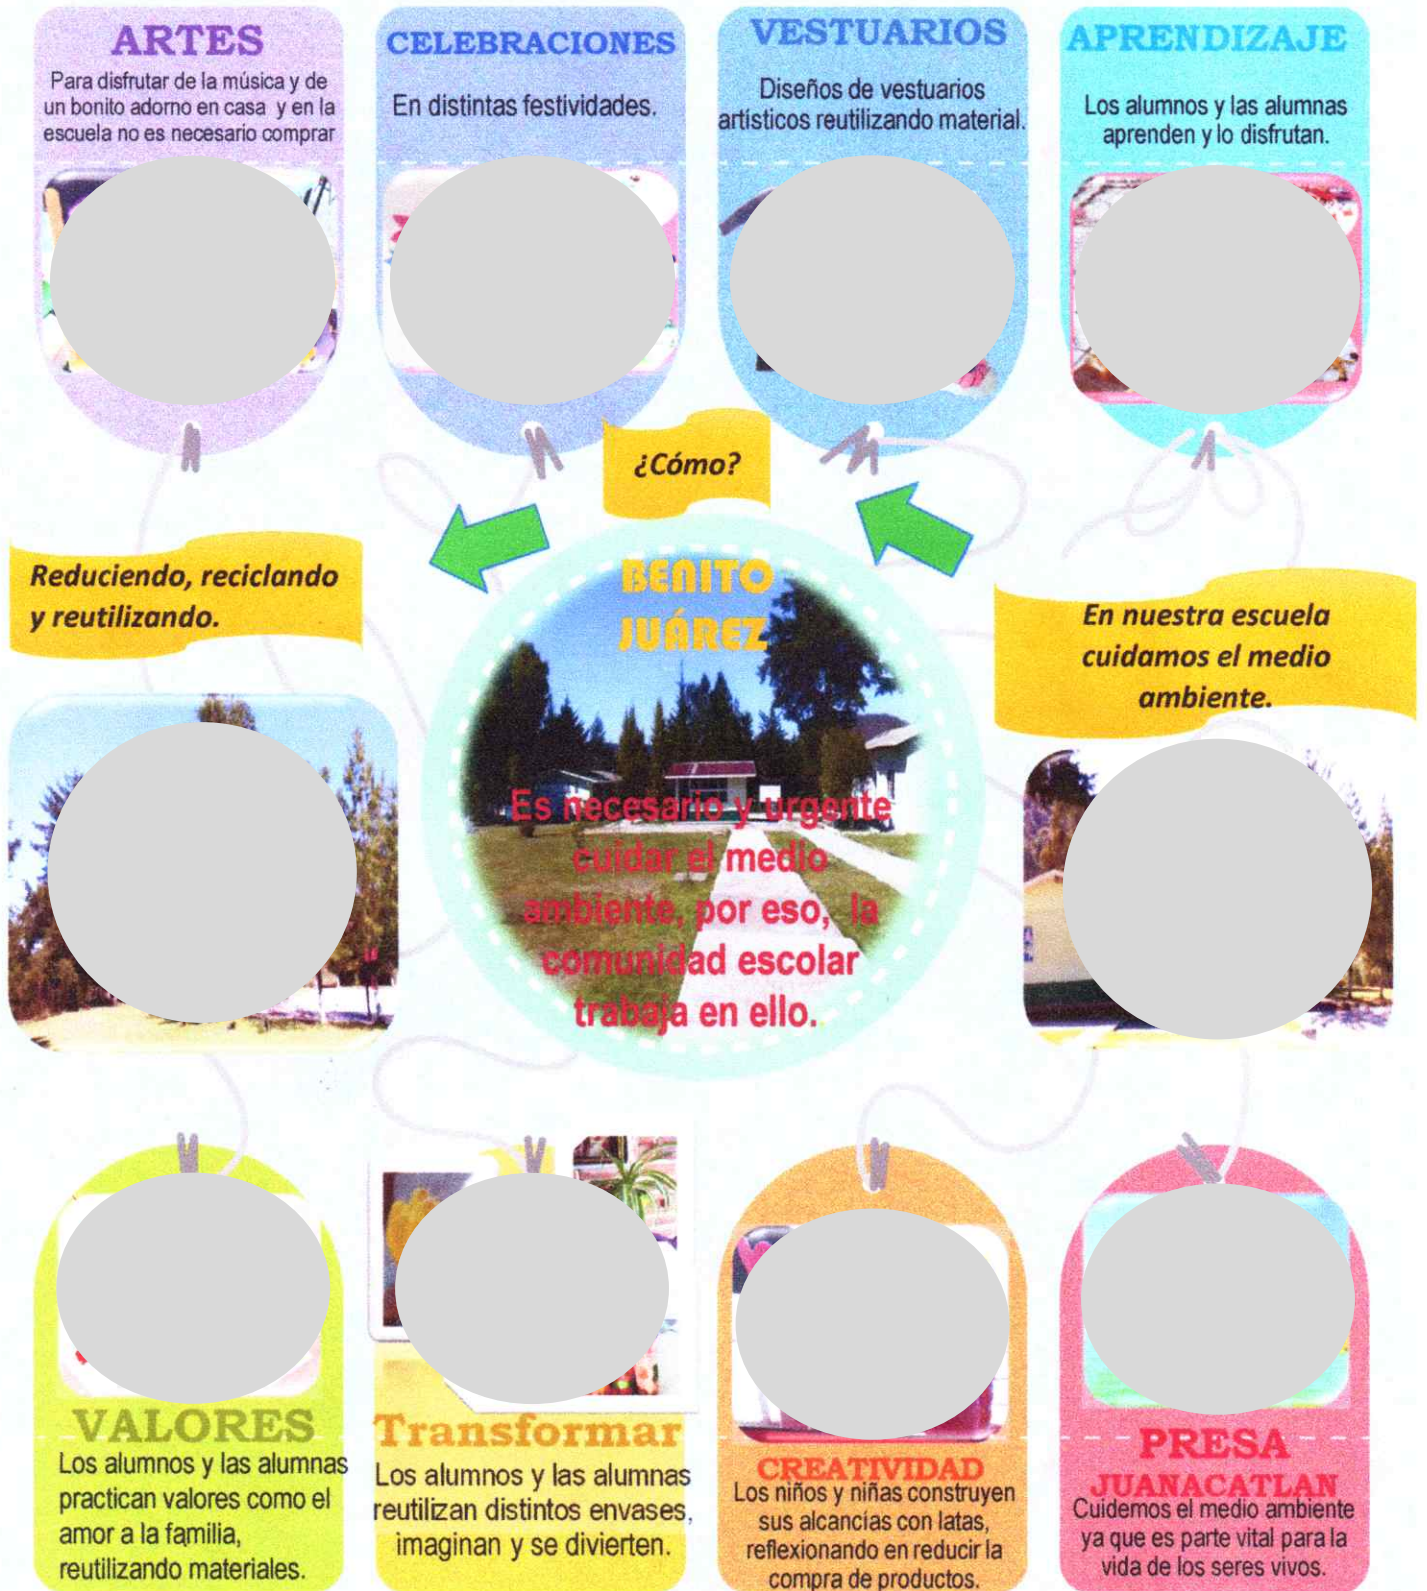 ARTES
Para disfrutar de la música y de
un bonito adorno en casa y en la
escuela no es necesario comprar
CELEBRACIONES
En distintas festividades.
VESTUARIOS
Diseños de vestuarios
artísticos reutilizando material.
APRENDIZAJE
Los alumnos y las alumnas
aprenden y lo disfrutan.
¿Cómo?
Reduciendo, reciclando
y reutilizando.
BENITO
JUÁREZ
En nuestra escuela
cuidamos el medio
ambiente.
Es necesario y urgente
cuidar el medio
ambiente, por eso, la
comunidad escolar
trabaja en ello.
VALORES
Los alumnos y las alumnas
practican valores como el
amor a la familia,
reutilizando materiales.
Transformar
Los alumnos y las alumnas
reutilizan distintos envases,
imaginan y se divierten.
CREATIVIDAD
Los niños y niñas construyen
sus alcancías con latas,
reflexionando en reducir la
compra de productos.
PRESA
JUANACATLAN
Cuidemos el medio ambiente
ya que es parte vital para la
vida de los seres vivos.